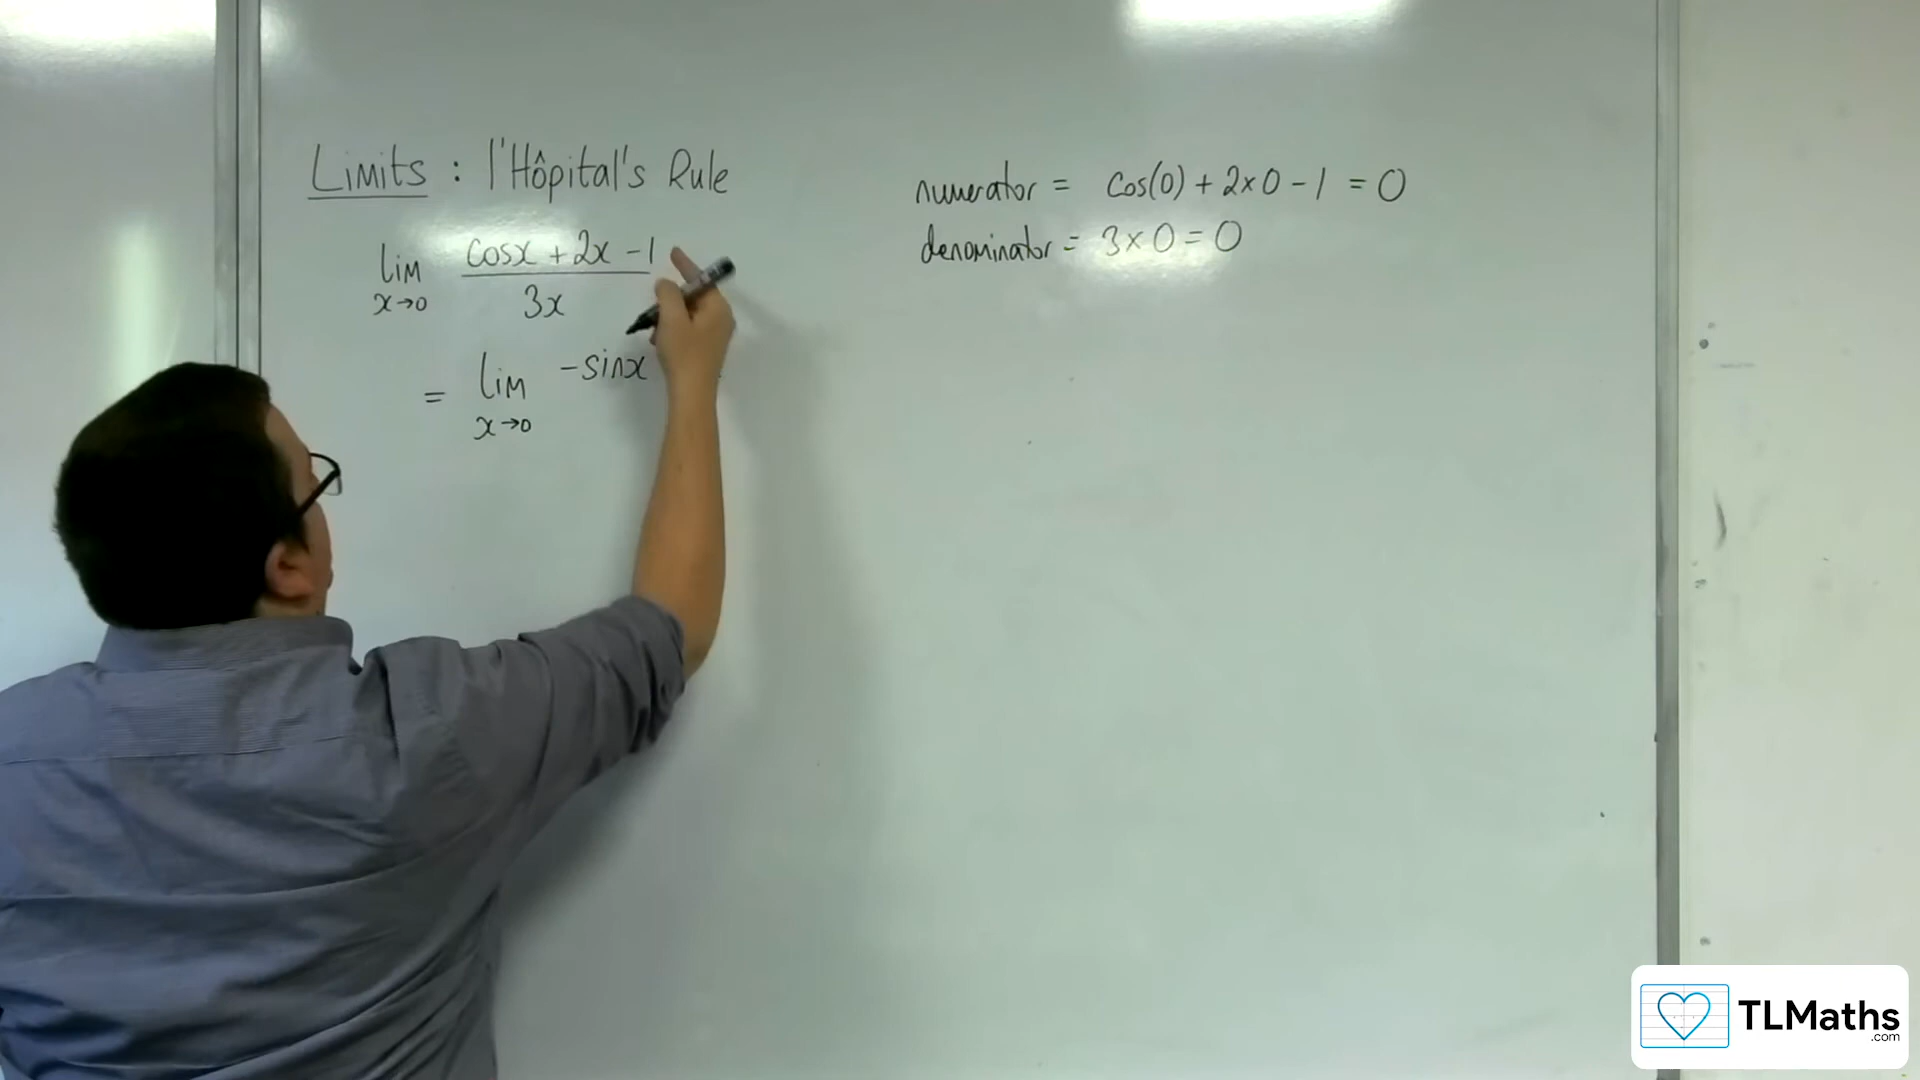 Limits : l'Hôpital's Rule
lim x→0 cosx + 2x - 1
3x
= lim x→0 -sinx
numerator = cos(0) + 2×0 - 1 = 0
denominator = 3×0 = 0
TLMaths
.com